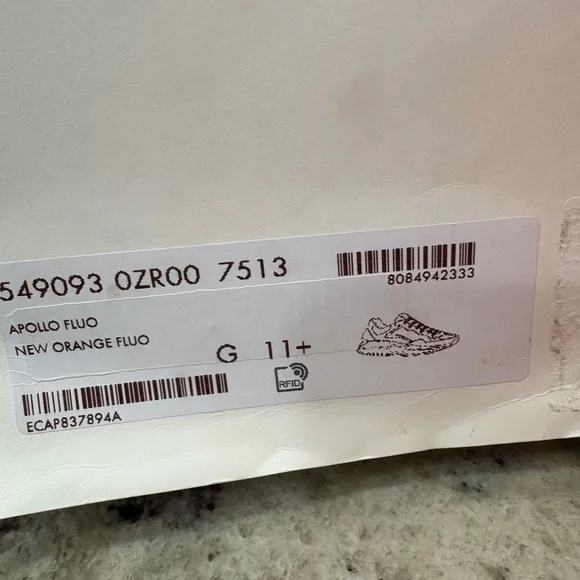 549093 0ZR00 7513
8084942333
APOLLO FLUO
NEW ORANGE FLUO
G 11+
RFID
ECAP837894A